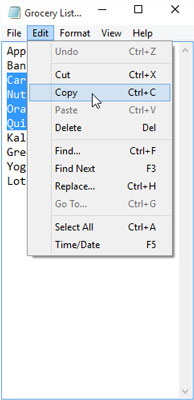 Grocery List...
File Edit Format View Help
App
Ban
Car
Nut
Ora
Qui
Kal
Gre
Yog
Lot
Undo Ctrl+Z
Cut Ctrl+X
Copy Ctrl+C
Paste Ctrl+V
Delete Del
Find... Ctrl+F
Find Next F3
Replace... Ctrl+H
Go To... Ctrl+G
Select All Ctrl+A
Time/Date F5